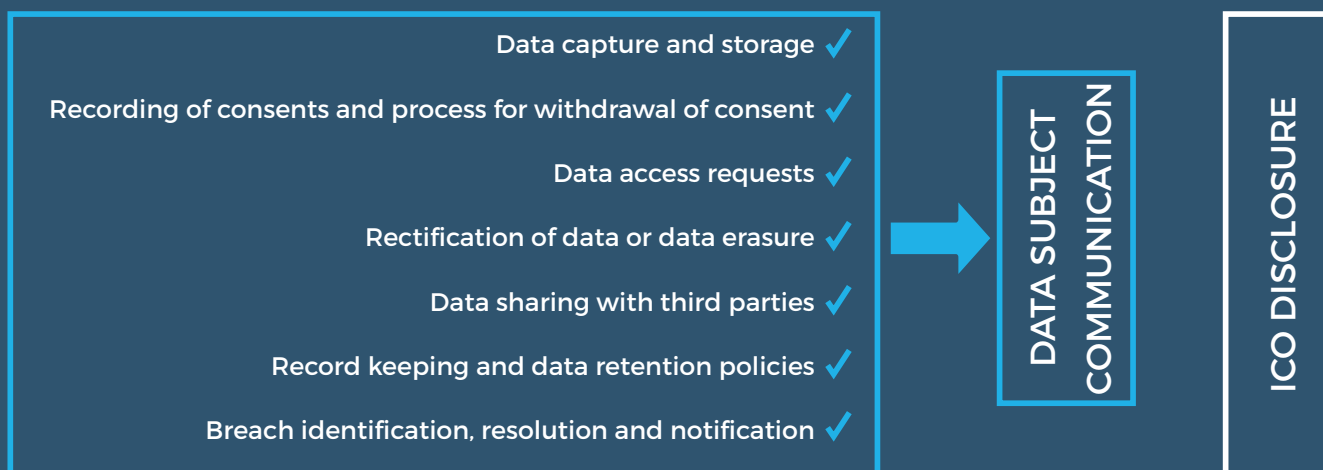 Data capture and storage
Recording of consents and process for withdrawal of consent
Data access requests
Rectification of data or data erasure
Data sharing with third parties
Record keeping and data retention policies
Breach identification, resolution and notification
DATA SUBJECT
COMMUNICATION
ICO DISCLOSURE